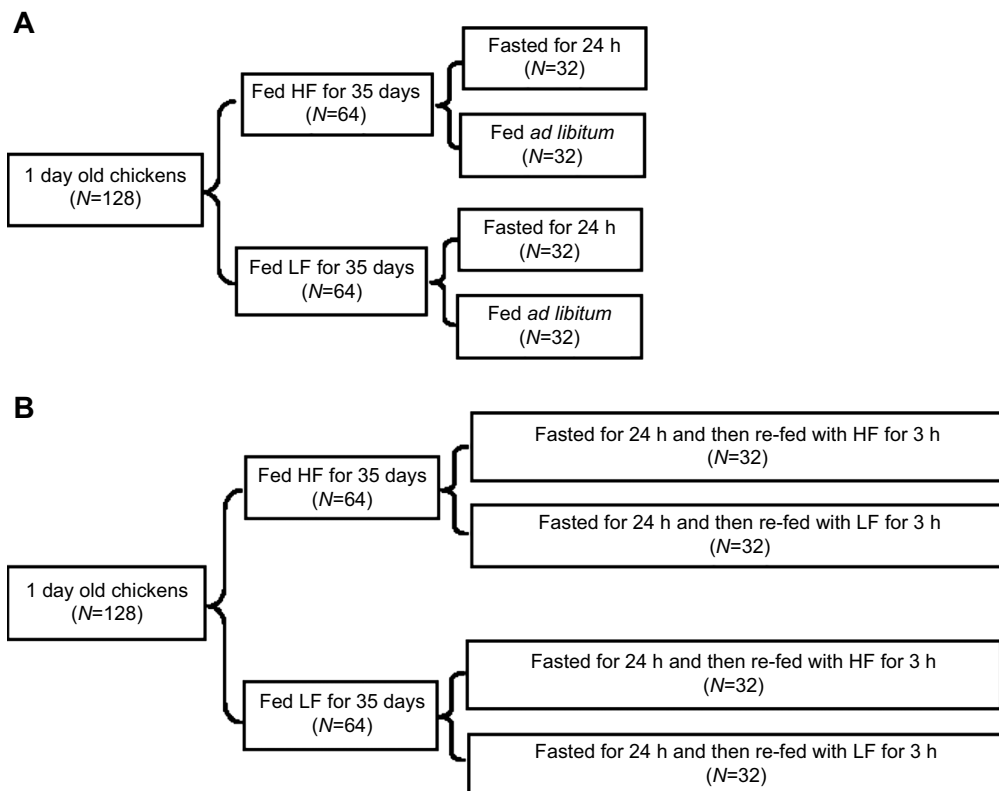 A
Fasted for 24 h
(N=32)
Fed HF for 35 days
(N=64)
Fed ad libitum
(N=32)
1 day old chickens
(N=128)
Fasted for 24 h
(N=32)
Fed LF for 35 days
(N=64)
Fed ad libitum
(N=32)
B
Fasted for 24 h and then re-fed with HF for 3 h
(N=32)
Fed HF for 35 days
(N=64)
Fasted for 24 h and then re-fed with LF for 3 h
(N=32)
1 day old chickens
(N=128)
Fasted for 24 h and then re-fed with HF for 3 h
(N=32)
Fed LF for 35 days
(N=64)
Fasted for 24 h and then re-fed with LF for 3 h
(N=32)